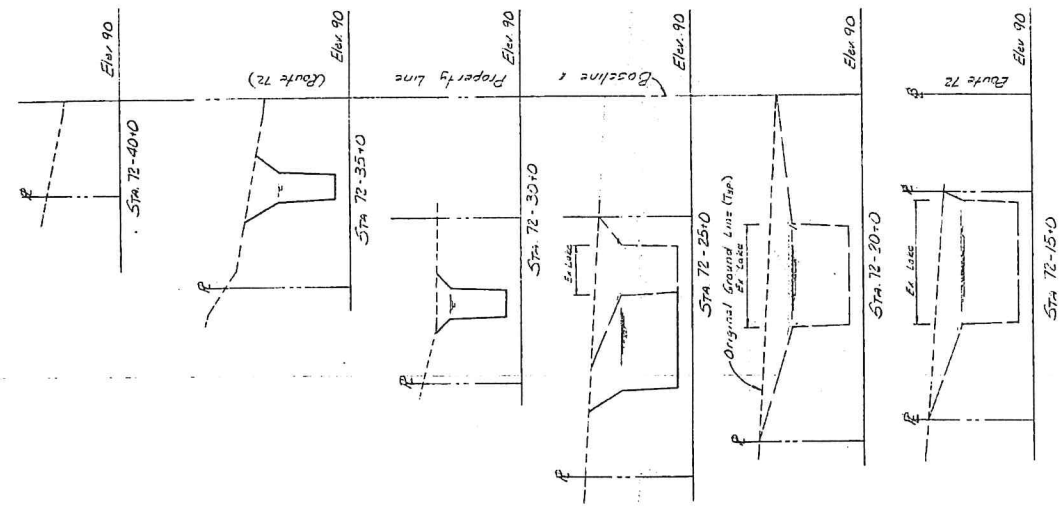 Elev. 90
STA. 72-40+0
(Route 72)
Elev. 90
STA. 72-35+0
Property Line
Elev. 90
STA. 72-30+0
Baseline &
Ex Lake
Elev. 90
STA. 72-25+0
Original Ground Line (Typ)
Ex Lake
Elev. 90
STA. 72-20+0
Route 72
Ex Lake
Elev. 90
STA. 72-15+0